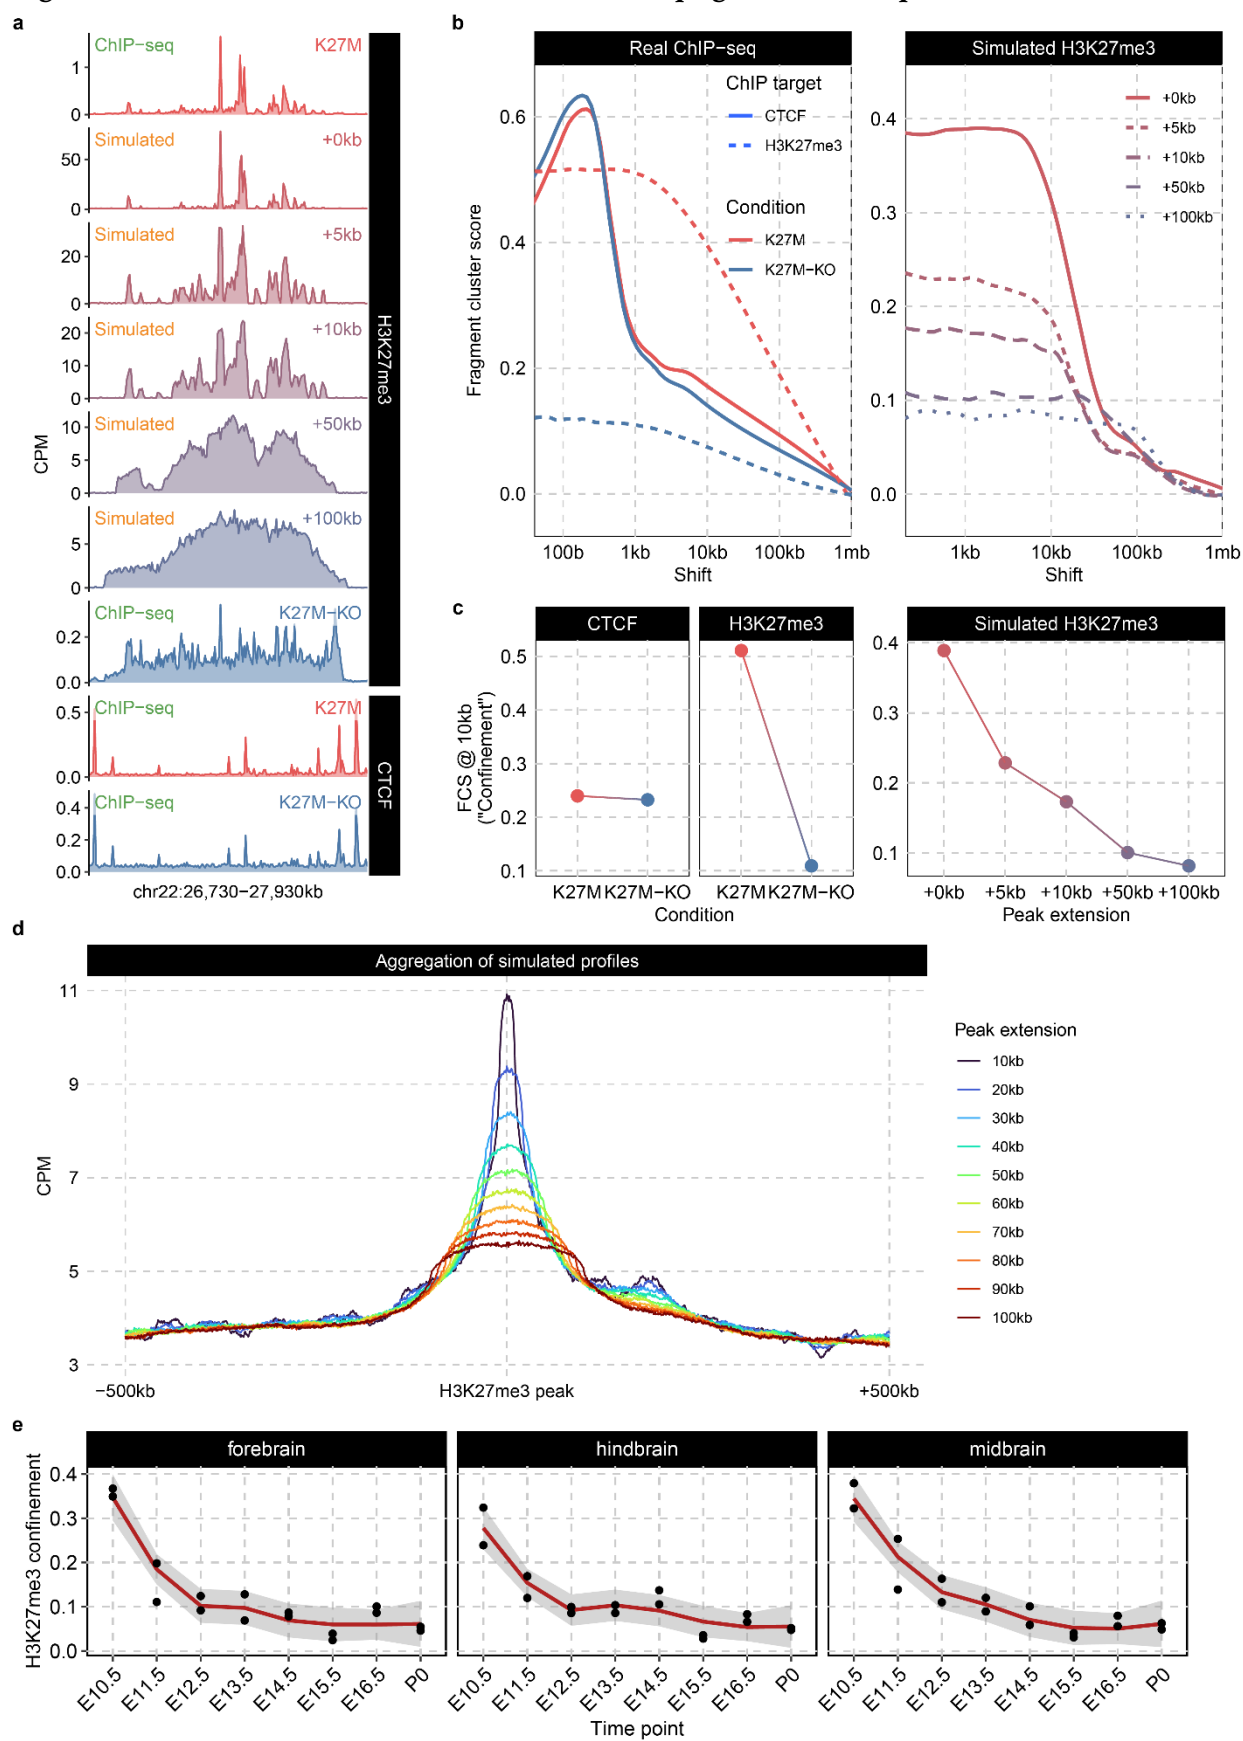 a
ChIP−seq K27M
1
0
Simulated +0kb
50
0
Simulated +5kb
20
0
Simulated +10kb
20
10
0
Simulated +50kb
10
5
0
Simulated +100kb
5
0
ChIP−seq K27M−KO
0.2
0.0
ChIP−seq K27M
0.5
0.0
ChIP−seq K27M−KO
0.4
0.2
0.0
CPM
H3K27me3
CTCF
chr22:26,730−27,930kb
b
Real ChIP−seq
Fragment cluster score
0.6
0.4
0.2
0.0
ChIP target
CTCF
H3K27me3
Condition
K27M
K27M−KO
100b 1kb 10kb 100kb 1mb
Shift
Simulated H3K27me3
0.4
0.3
0.2
0.1
0.0
+0kb
+5kb
+10kb
+50kb
+100kb
1kb 10kb 100kb 1mb
Shift
c
CTCF H3K27me3
FCS @ 10kb
("Confinement")
0.5
0.4
0.3
0.2
0.1
K27M K27M−KO K27M K27M−KO
Condition
Simulated H3K27me3
0.4
0.3
0.2
0.1
+0kb +5kb +10kb +50kb +100kb
Peak extension
d
Aggregation of simulated profiles
CPM
11
9
7
5
3
−500kb H3K27me3 peak +500kb
Peak extension
10kb
20kb
30kb
40kb
50kb
60kb
70kb
80kb
90kb
100kb
e
forebrain hindbrain midbrain
H3K27me3 confinement
0.4
0.3
0.2
0.1
0.0
E10.5 E11.5 E12.5 E13.5 E14.5 E15.5 E16.5 P0
E10.5 E11.5 E12.5 E13.5 E14.5 E15.5 E16.5 P0
E10.5 E11.5 E12.5 E13.5 E14.5 E15.5 E16.5 P0
Time point